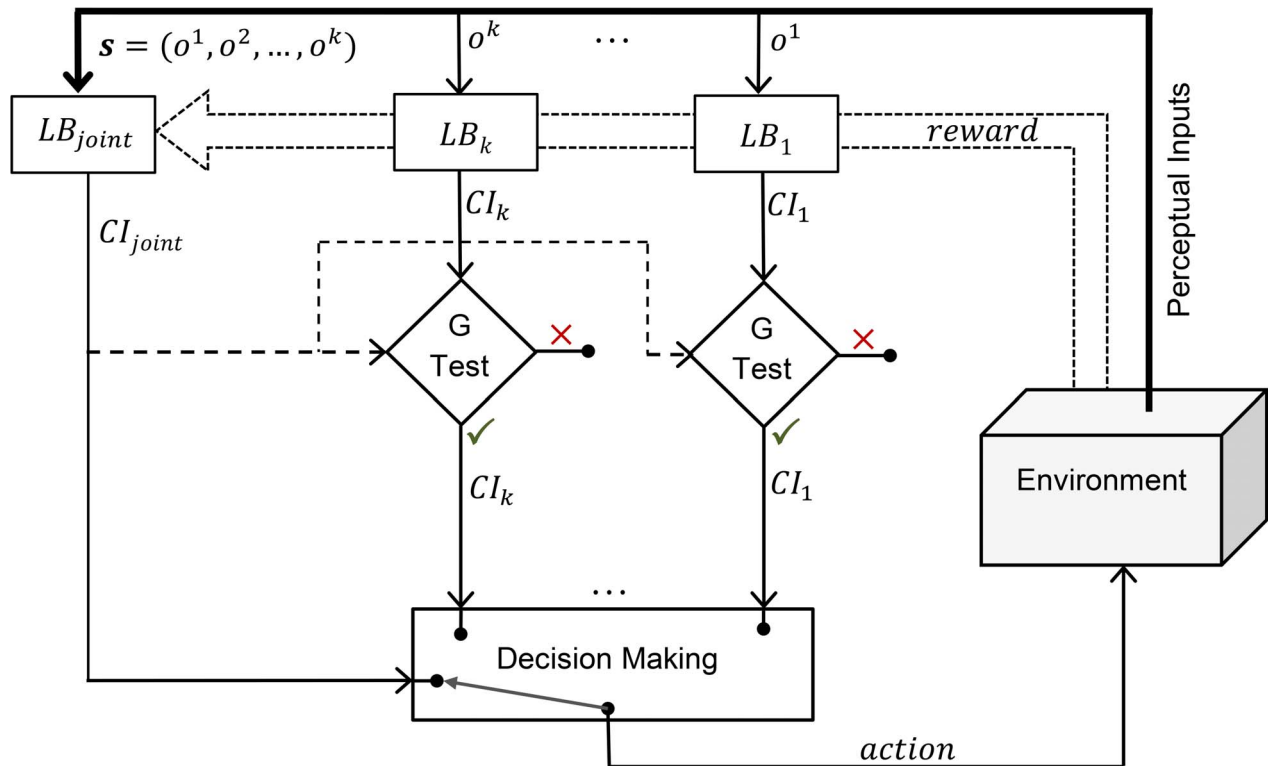 𝒔 = (o¹, o², …, oᵏ)
oᵏ
…
o¹
LB_joint
LB_k
LB_1
reward
Perceptual Inputs
CI_joint
CI_k
CI_1
G
Test
✗
✓
G
Test
✗
✓
CI_k
CI_1
Environment
…
Decision Making
action